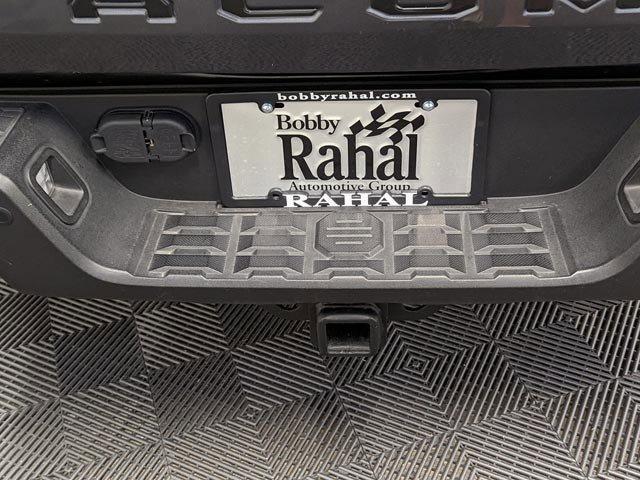 bobbyrahal.com
Bobby
Rahal
Automotive Group
RAHAL